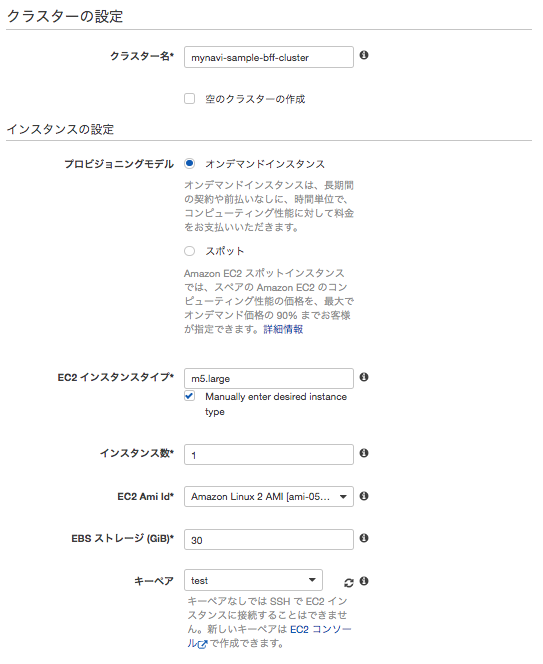 クラスターの設定
クラスター名* mynavi-sample-bff-cluster
空のクラスターの作成
インスタンスの設定
プロビジョニングモデル オンデマンドインスタンス
オンデマンドインスタンスは、長期間
の契約や前払いなしに、時間単位で、
コンピューティング性能に対して料金
をお支払いいただきます。
スポット
Amazon EC2 スポットインスタンス
では、スペアの Amazon EC2 のコン
ピューティング性能の価格を、最大で
オンデマンド価格の 90% までお客様
が指定できます。詳細情報
EC2 インスタンスタイプ* m5.large
Manually enter desired instance
type
インスタンス数* 1
EC2 Ami Id* Amazon Linux 2 AMI [ami-05...
EBS ストレージ (GiB)* 30
キーペア test
キーペアなしでは SSH で EC2 イン
スタンスに接続することはできませ
ん。新しいキーペアは EC2 コンソー
ル で作成できます。